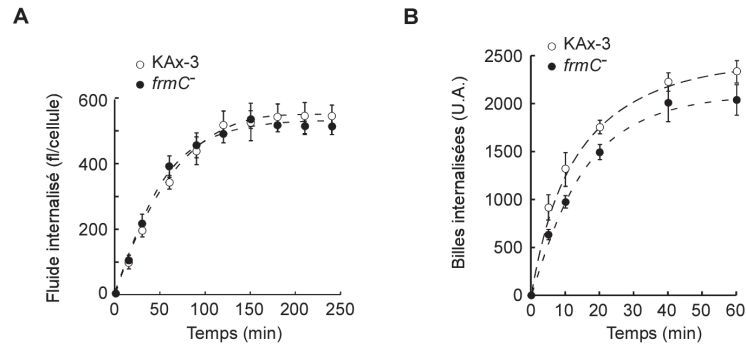 A
KAx-3
frmC⁻
Fluide internalisé (fl/cellule)
600
400
200
0
0 50 100 150 200 250
Temps (min)
B
KAx-3
frmC⁻
Billes internalisées (U.A.)
2500
2000
1500
1000
500
0
0 10 20 30 40 50 60
Temps (min)